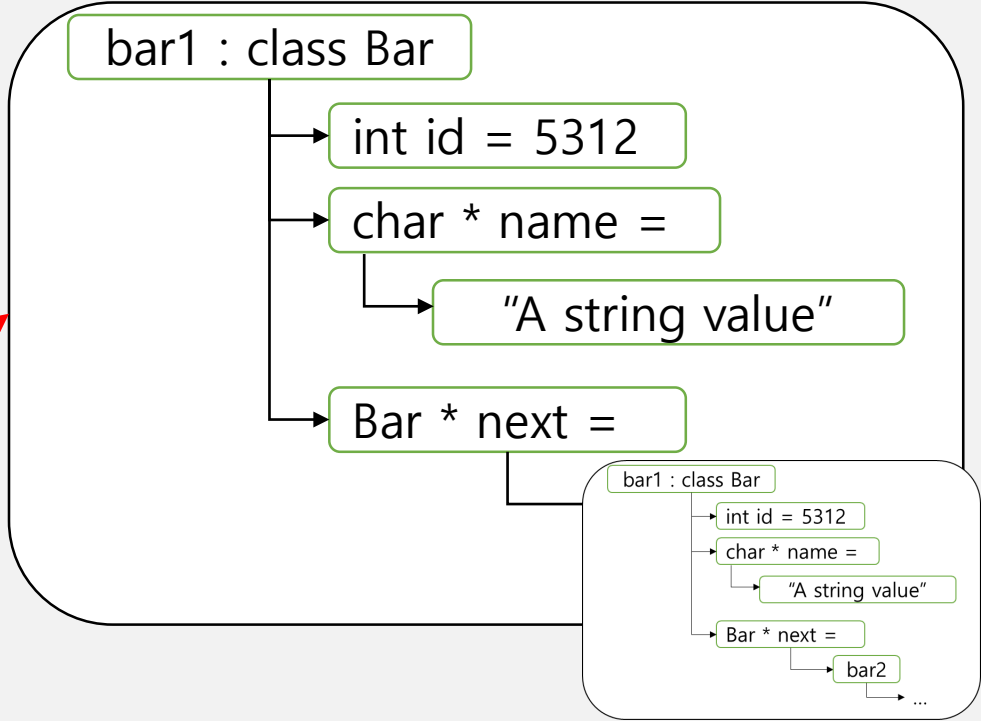 bar1 : class Bar
int id = 5312
char * name =
“A string value”
Bar * next =
bar1 : class Bar
int id = 5312
char * name =
“A string value”
Bar * next =
bar2
...